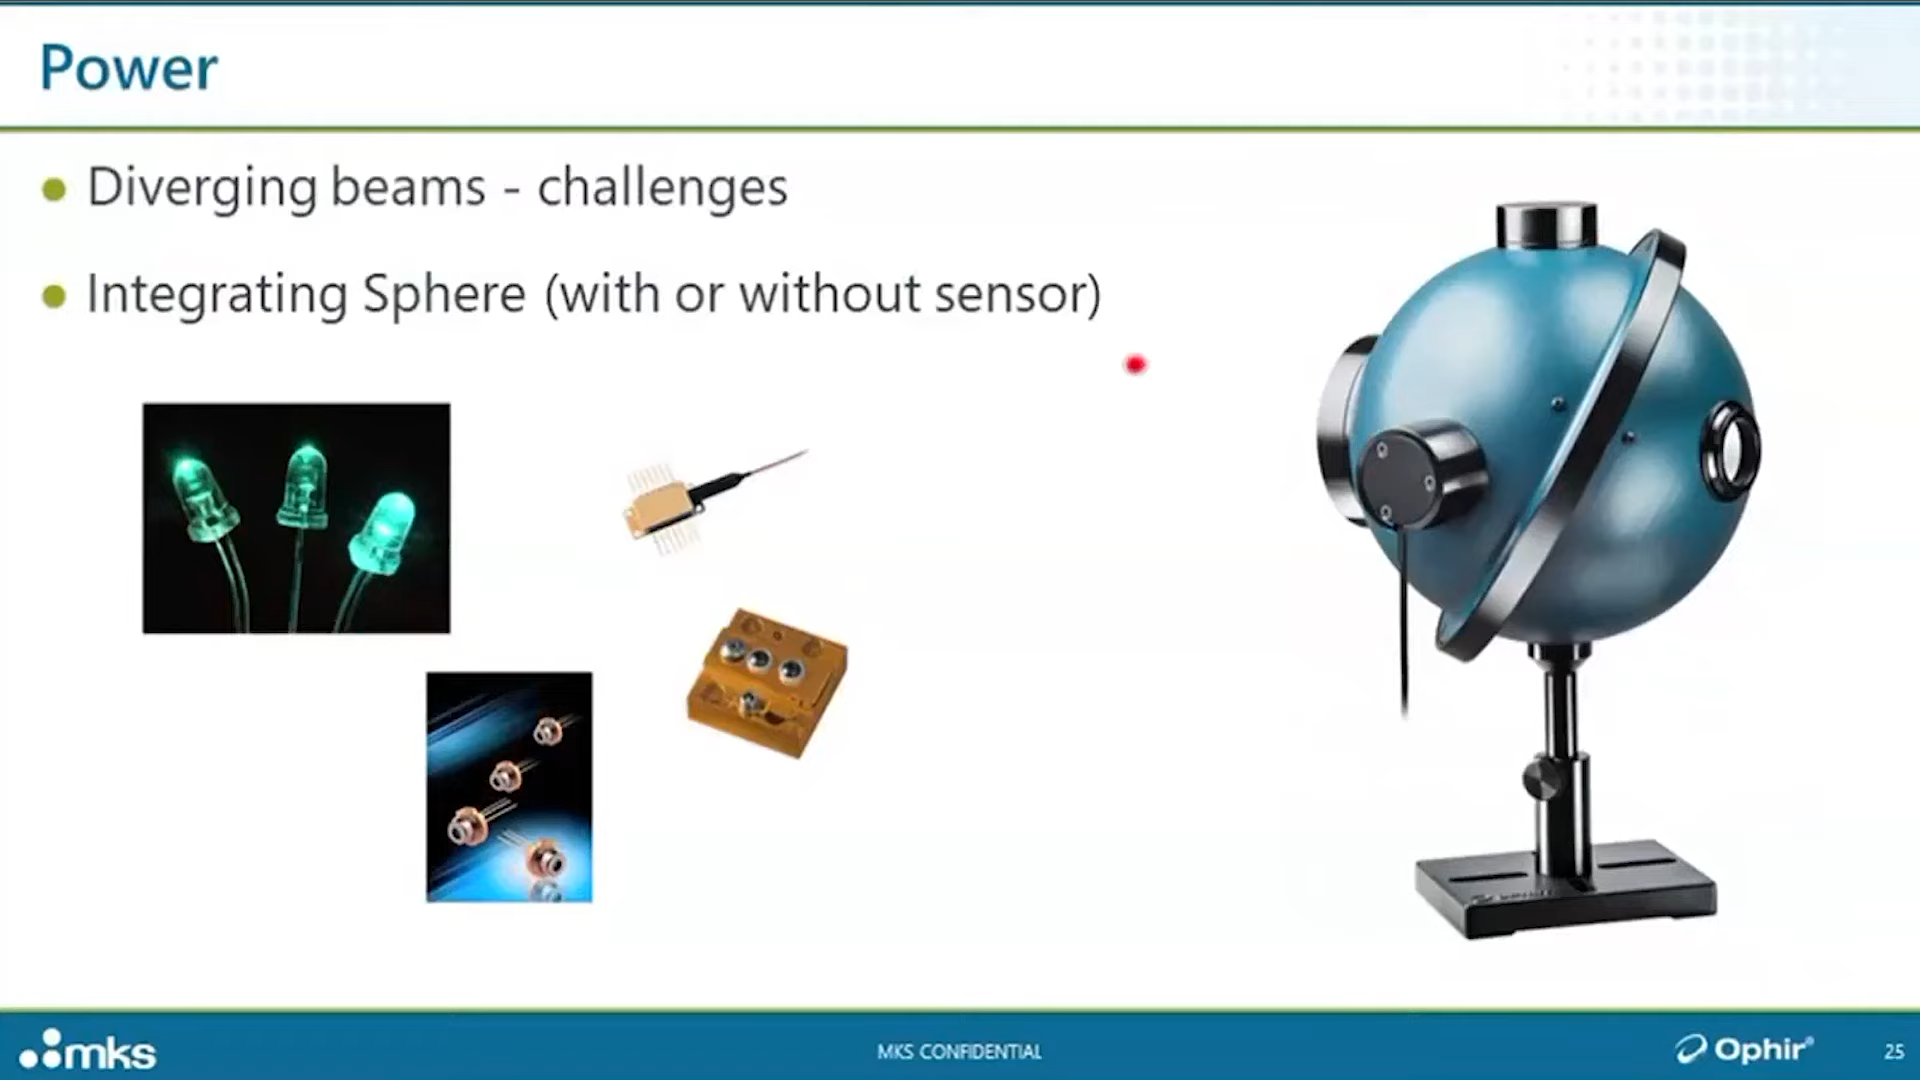 Power
Diverging beams - challenges
Integrating Sphere (with or without sensor)
mks
MKS CONFIDENTIAL
Ophir®
25